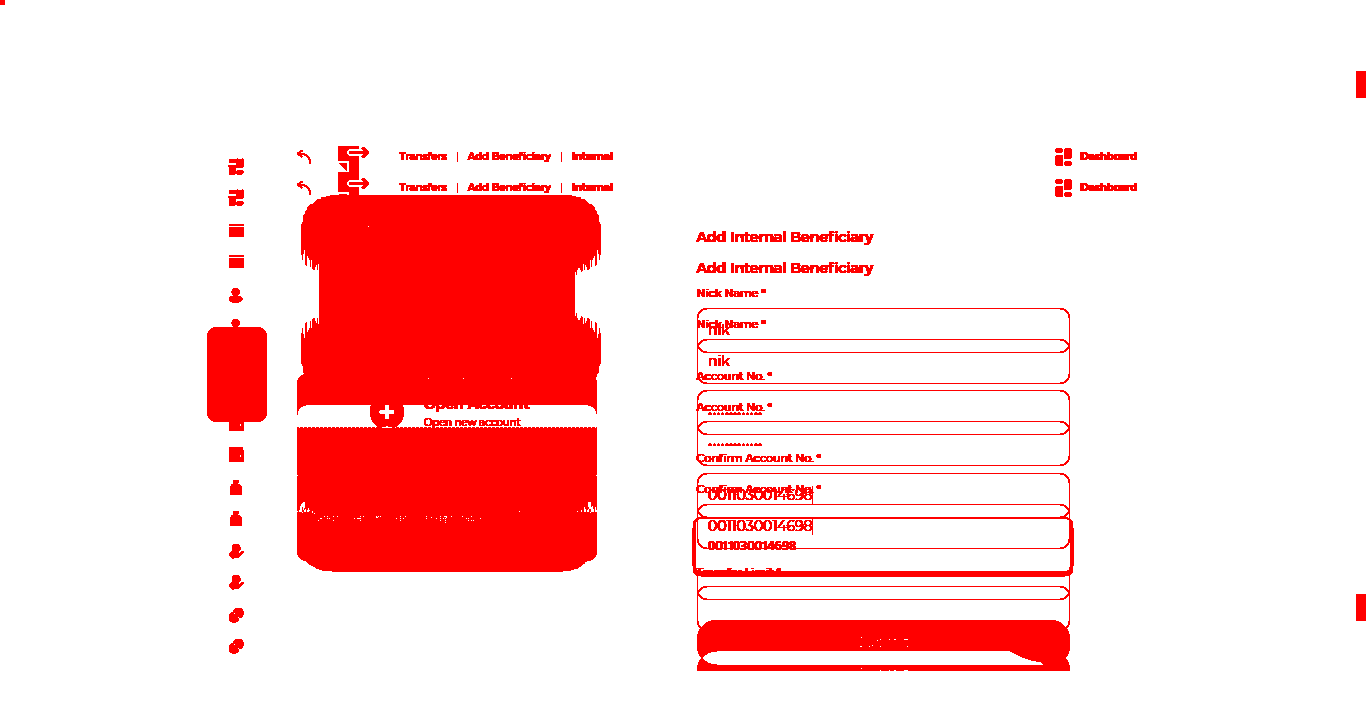 Transfers | Add Beneficiary | Internal
Dashboard
Transfers | Add Beneficiary | Internal
Dashboard
Add Internal Beneficiary
Add Internal Beneficiary
Nick Name *
Nick Name *
nik
nik
Account No. *
Open Account
Account No. *
Open new account
Confirm Account No. *
Confirm Account No. *
0011030014698
0011030014698
0011030014698
Transfer Limit *